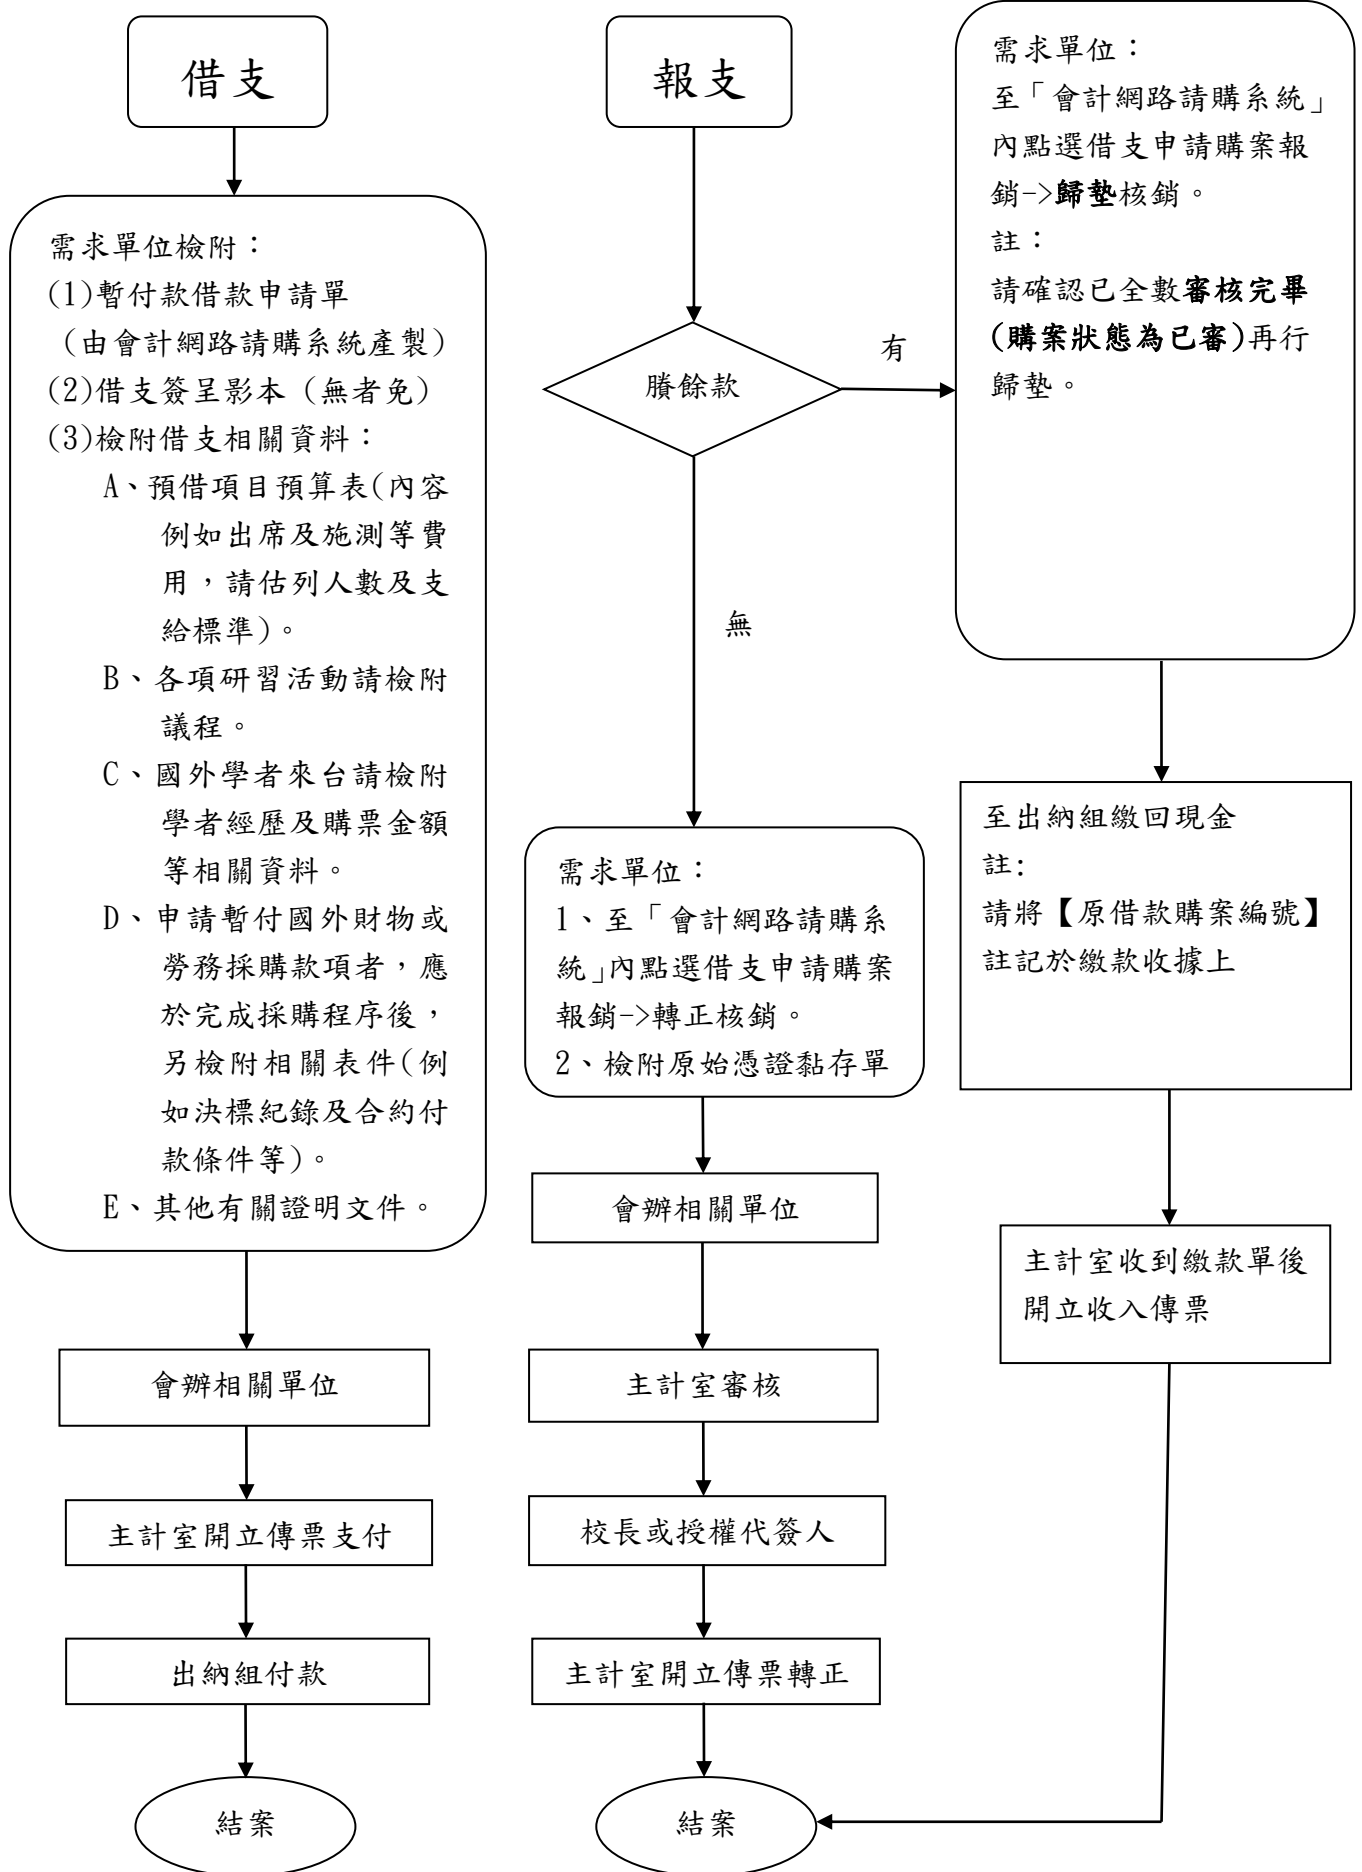 借支
需求單位檢附：
(1)暫付款借款申請單
（由會計網路請購系統產製）
(2)借支簽呈影本（無者免）
(3)檢附借支相關資料：
A、預借項目預算表(內容
例如出席及施測等費
用，請估列人數及支
給標準)。
B、各項研習活動請檢附
議程。
C、國外學者來台請檢附
學者經歷及購票金額
等相關資料。
D、申請暫付國外財物或
勞務採購款項者，應
於完成採購程序後，
另檢附相關表件(例
如決標紀錄及合約付
款條件等)。
E、其他有關證明文件。
會辦相關單位
主計室開立傳票支付
出納組付款
結案
報支
賸餘款
有
無
需求單位：
1、至「會計網路請購系
統」內點選借支申請購案
報銷->轉正核銷。
2、檢附原始憑證黏存單
會辦相關單位
主計室審核
校長或授權代簽人
主計室開立傳票轉正
結案
需求單位：
至「會計網路請購系統」
內點選借支申請購案報
銷->歸墊核銷。
註：
請確認已全數審核完畢
(購案狀態為已審)再行
歸墊。
至出納組繳回現金
註:
請將【原借款購案編號】
註記於繳款收據上
主計室收到繳款單後
開立收入傳票